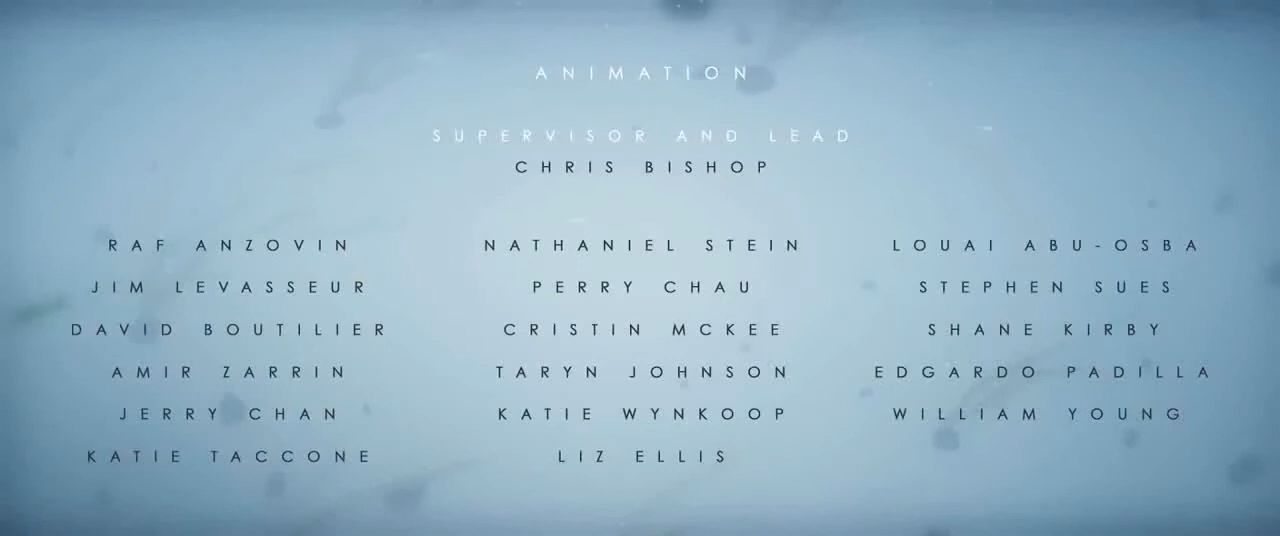 ANIMATION
SUPERVISOR AND LEAD
CHRIS BISHOP
RAF ANZOVIN
JIM LEVASSEUR
DAVID BOUTILIER
AMIR ZARRIN
JERRY CHAN
KATIE TACCONE
NATHANIEL STEIN
PERRY CHAU
CRISTIN MCKEE
TARYN JOHNSON
KATIE WYNKOOP
LIZ ELLIS
LOUAI ABU-OSBA
STEPHEN SUES
SHANE KIRBY
EDGARDO PADILLA
WILLIAM YOUNG